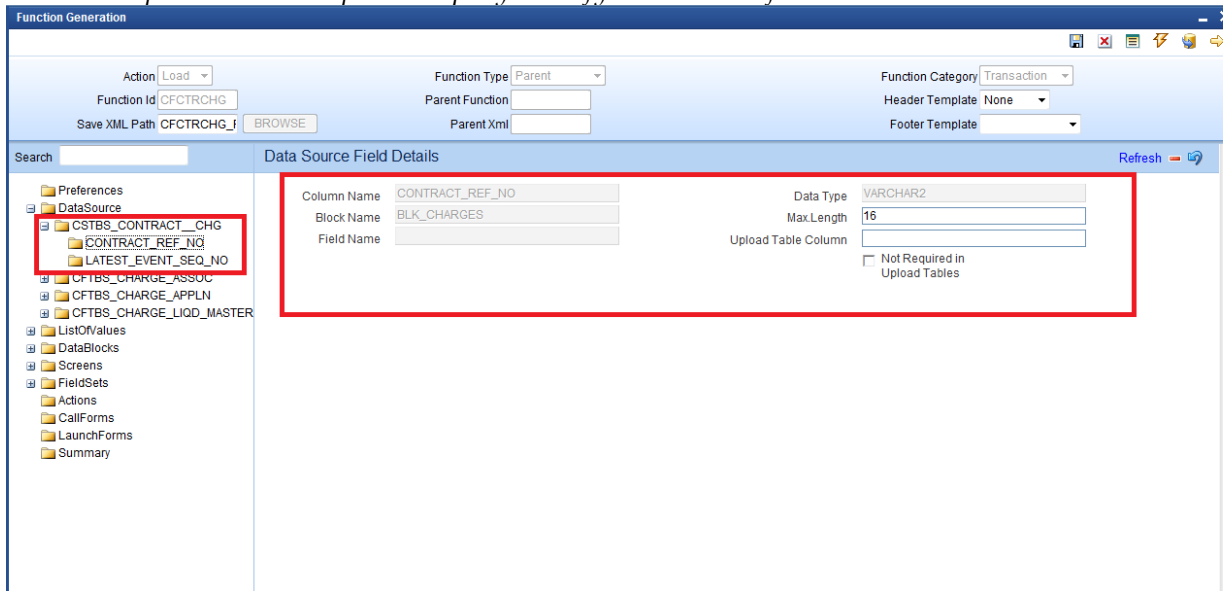 Function Generation
Action Load Function Type Parent Function Category Transaction
Function Id CFCTRCHG Parent Function Header Template None
Save XML Path CFCTRCHG_ BROWSE Parent Xml Footer Template
Search Data Source Field Details Refresh
Preferences
DataSource
CSTBS_CONTRACT__CHG
CONTRACT_REF_NO
LATEST_EVENT_SEQ_NO
CFTBS_CHARGE_ASSOC
CFTBS_CHARGE_APPLN
CFTBS_CHARGE_LIQD_MASTER
ListOfValues
DataBlocks
Screens
FieldSets
Actions
CallForms
LaunchForms
Summary
Column Name CONTRACT_REF_NO Data Type VARCHAR2
Block Name BLK_CHARGES Max.Length 16
Field Name Upload Table Column
Not Required in
Upload Tables